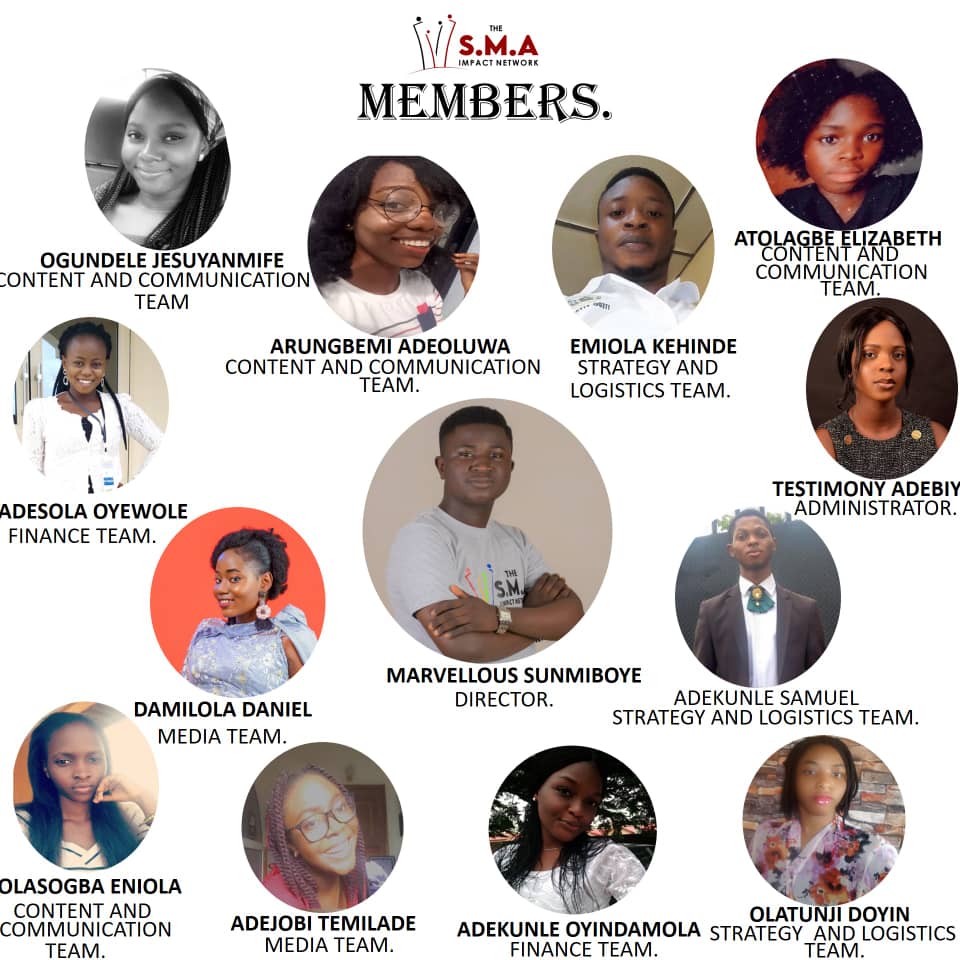 THE
S.M.A
IMPACT NETWORK
MEMBERS.
OGUNDELE JESUYANMIFE
CONTENT AND COMMUNICATION
TEAM
ARUNGBEMI ADEOLUWA
CONTENT AND COMMUNICATION
TEAM.
EMIOLA KEHINDE
STRATEGY AND
LOGISTICS TEAM.
ATOLAGBE ELIZABETH
CONTENT AND
COMMUNICATION
TEAM.
ADESOLA OYEWOLE
FINANCE TEAM.
TESTIMONY ADEBIY
ADMINISTRATOR.
DAMILOLA DANIEL
MEDIA TEAM.
THE
S.M.
IMPACT NET
MARVELLOUS SUNMIBOYE
DIRECTOR.
ADEKUNLE SAMUEL
STRATEGY AND LOGISTICS TEAM.
OLASOGBA ENIOLA
CONTENT AND
COMMUNICATION
TEAM.
ADEJOBI TEMILADE
MEDIA TEAM.
ADEKUNLE OYINDAMOLA
FINANCE TEAM.
OLATUNJI DOYIN
STRATEGY AND LOGISTICS
TEAM.